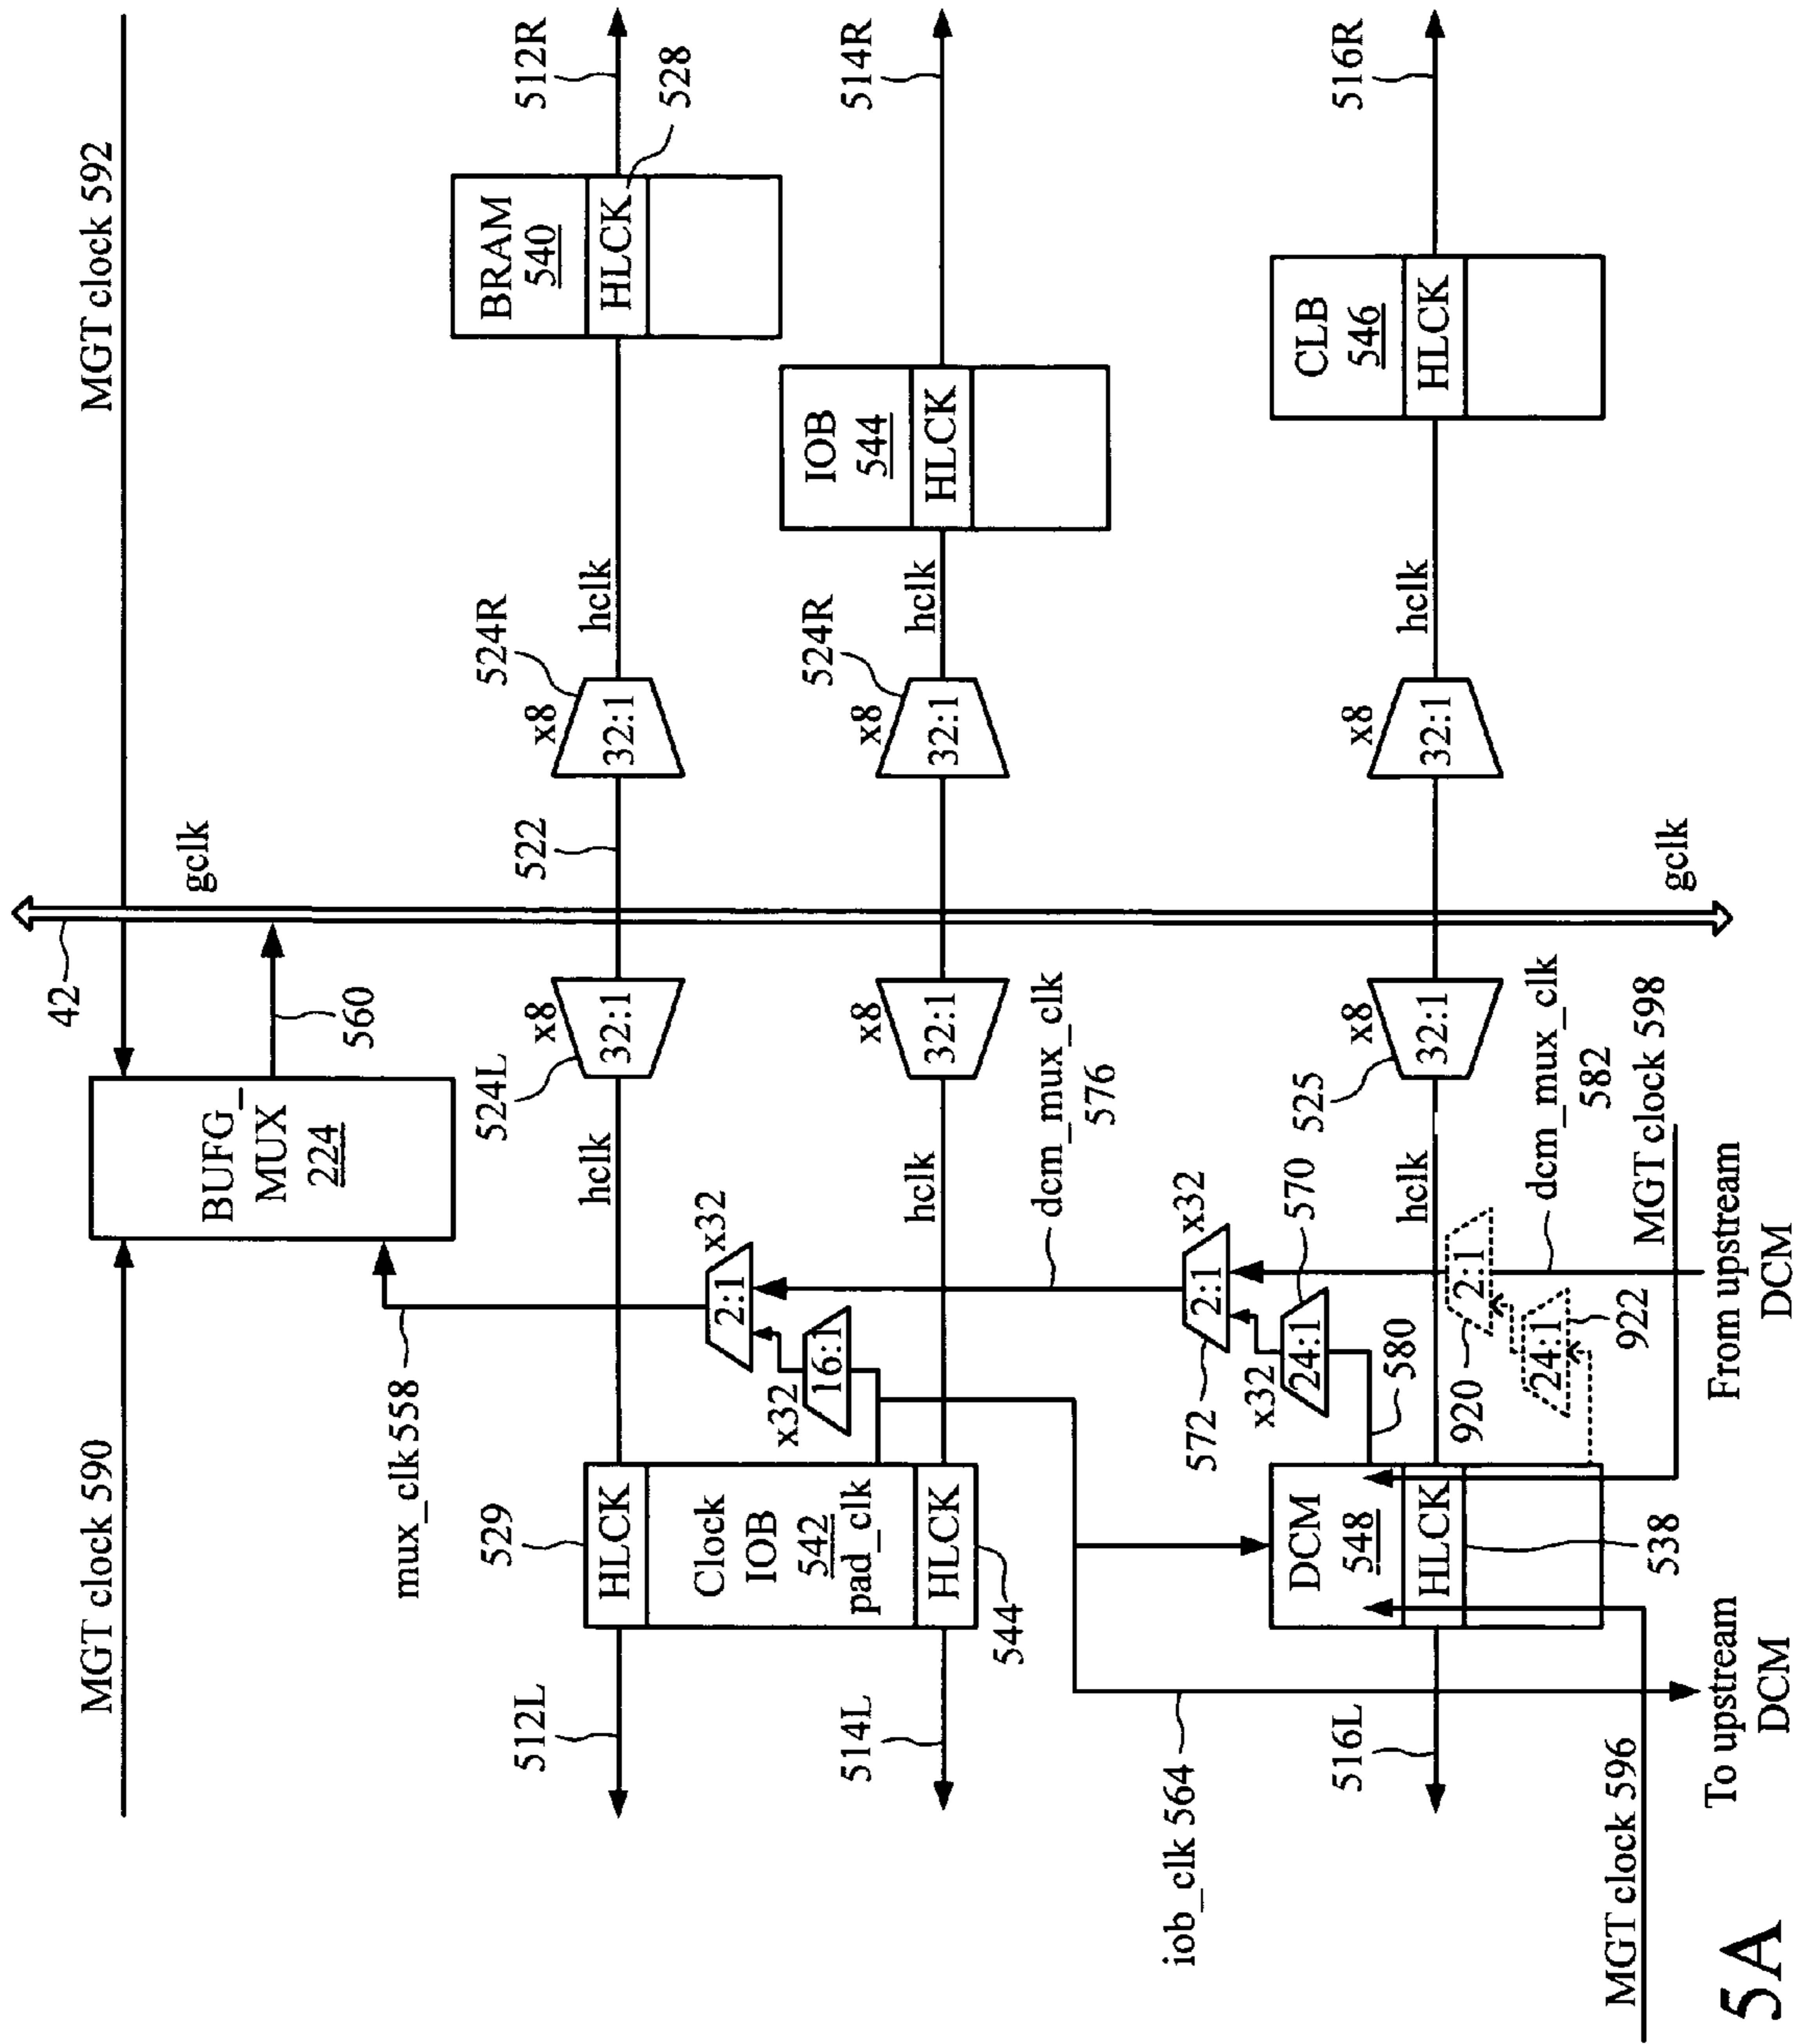 MGT clock 590
MGT clock 592
BUFG_
MUX
224
42
560
gclk
mux_clk 558
512L
529
HLCK
hclk
524L
x8
32:1
522
x8
32:1
524R
hclk
BRAM
540
HLCK
528
512R
Clock
IOB
542
pad_clk
HLCK
544
514L
x32
16:1
2:1
x32
hclk
x8
32:1
x8
32:1
524R
hclk
IOB
544
HLCK
514R
dcm_mux_clk
576
iob_clk 564
572
2:1
x32
x32
24:1
570
580
DCM
548
HLCK
538
516L
hclk
525
x8
32:1
x8
32:1
hclk
CLB
546
HLCK
516R
2:1
920
24:1
922
dcm_mux_clk
582
MGT clock 598
MGT clock 596
gclk
To upstream
DCM
From upstream
DCM
5A